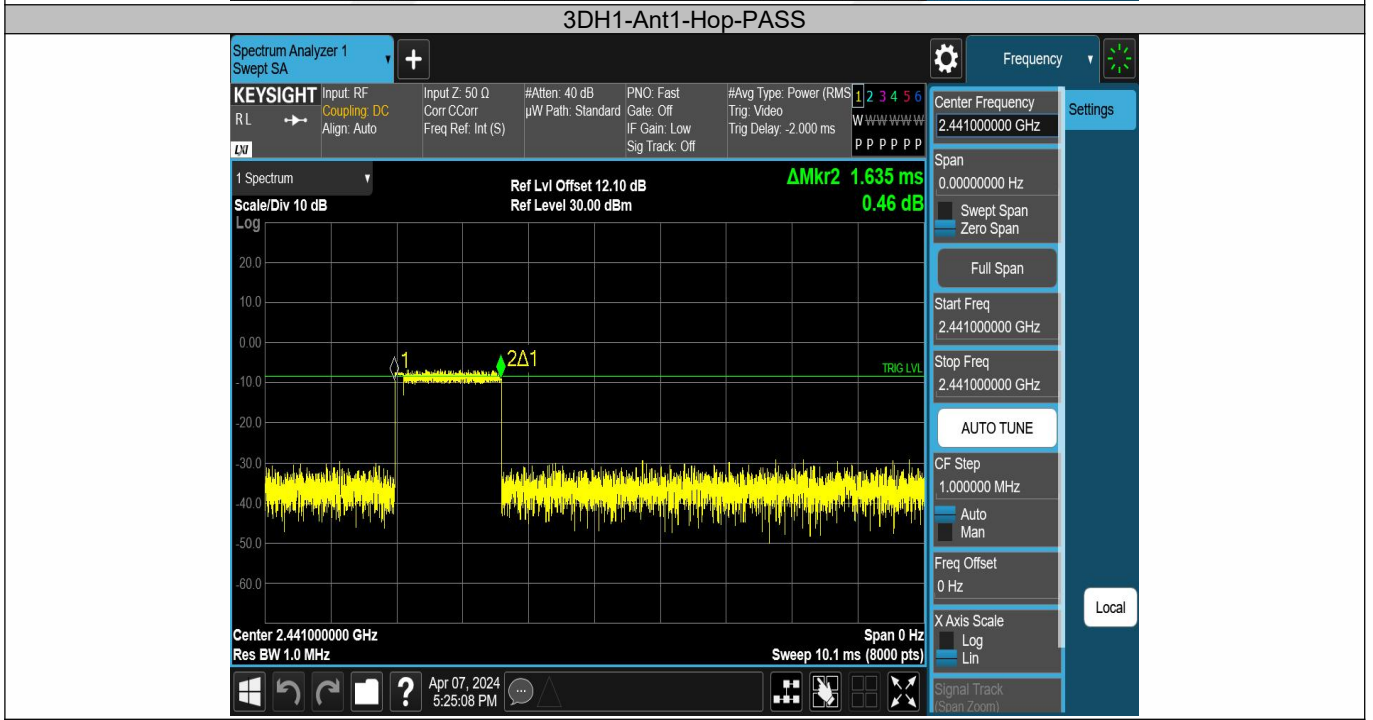 3DH1-Ant1-Hop-PASS
Spectrum Analyzer 1
Swept SA
+
Frequency
KEYSIGHT
RL
LXI
Input: RF
Coupling: DC
Align: Auto
Input Z: 50 Ω
Corr CCorr
Freq Ref: Int (S)
#Atten: 40 dB
µW Path: Standard
PNO: Fast
Gate: Off
IF Gain: Low
Sig Track: Off
#Avg Type: Power (RMS
Trig: Video
Trig Delay: -2.000 ms
1 2 3 4 5 6
W W W W W W
P P P P P P
Center Frequency
2.441000000 GHz
Settings
Span
0.00000000 Hz
Swept Span
Zero Span
Full Span
Start Freq
2.441000000 GHz
Stop Freq
2.441000000 GHz
AUTO TUNE
CF Step
1.000000 MHz
Auto
Man
Freq Offset
0 Hz
X Axis Scale
Log
Lin
Signal Track
(Span Zoom)
Local
1 Spectrum
Scale/Div 10 dB
Ref Lvl Offset 12.10 dB
Ref Level 30.00 dBm
ΔMkr2 1.635 ms
0.46 dB
Log
20.0
10.0
0.00
-10.0
-20.0
-30.0
-40.0
-50.0
-60.0
1
2Δ1
TRIG LVL
Center 2.441000000 GHz
Res BW 1.0 MHz
Span 0 Hz
Sweep 10.1 ms (8000 pts)
?
Apr 07, 2024
5:25:08 PM